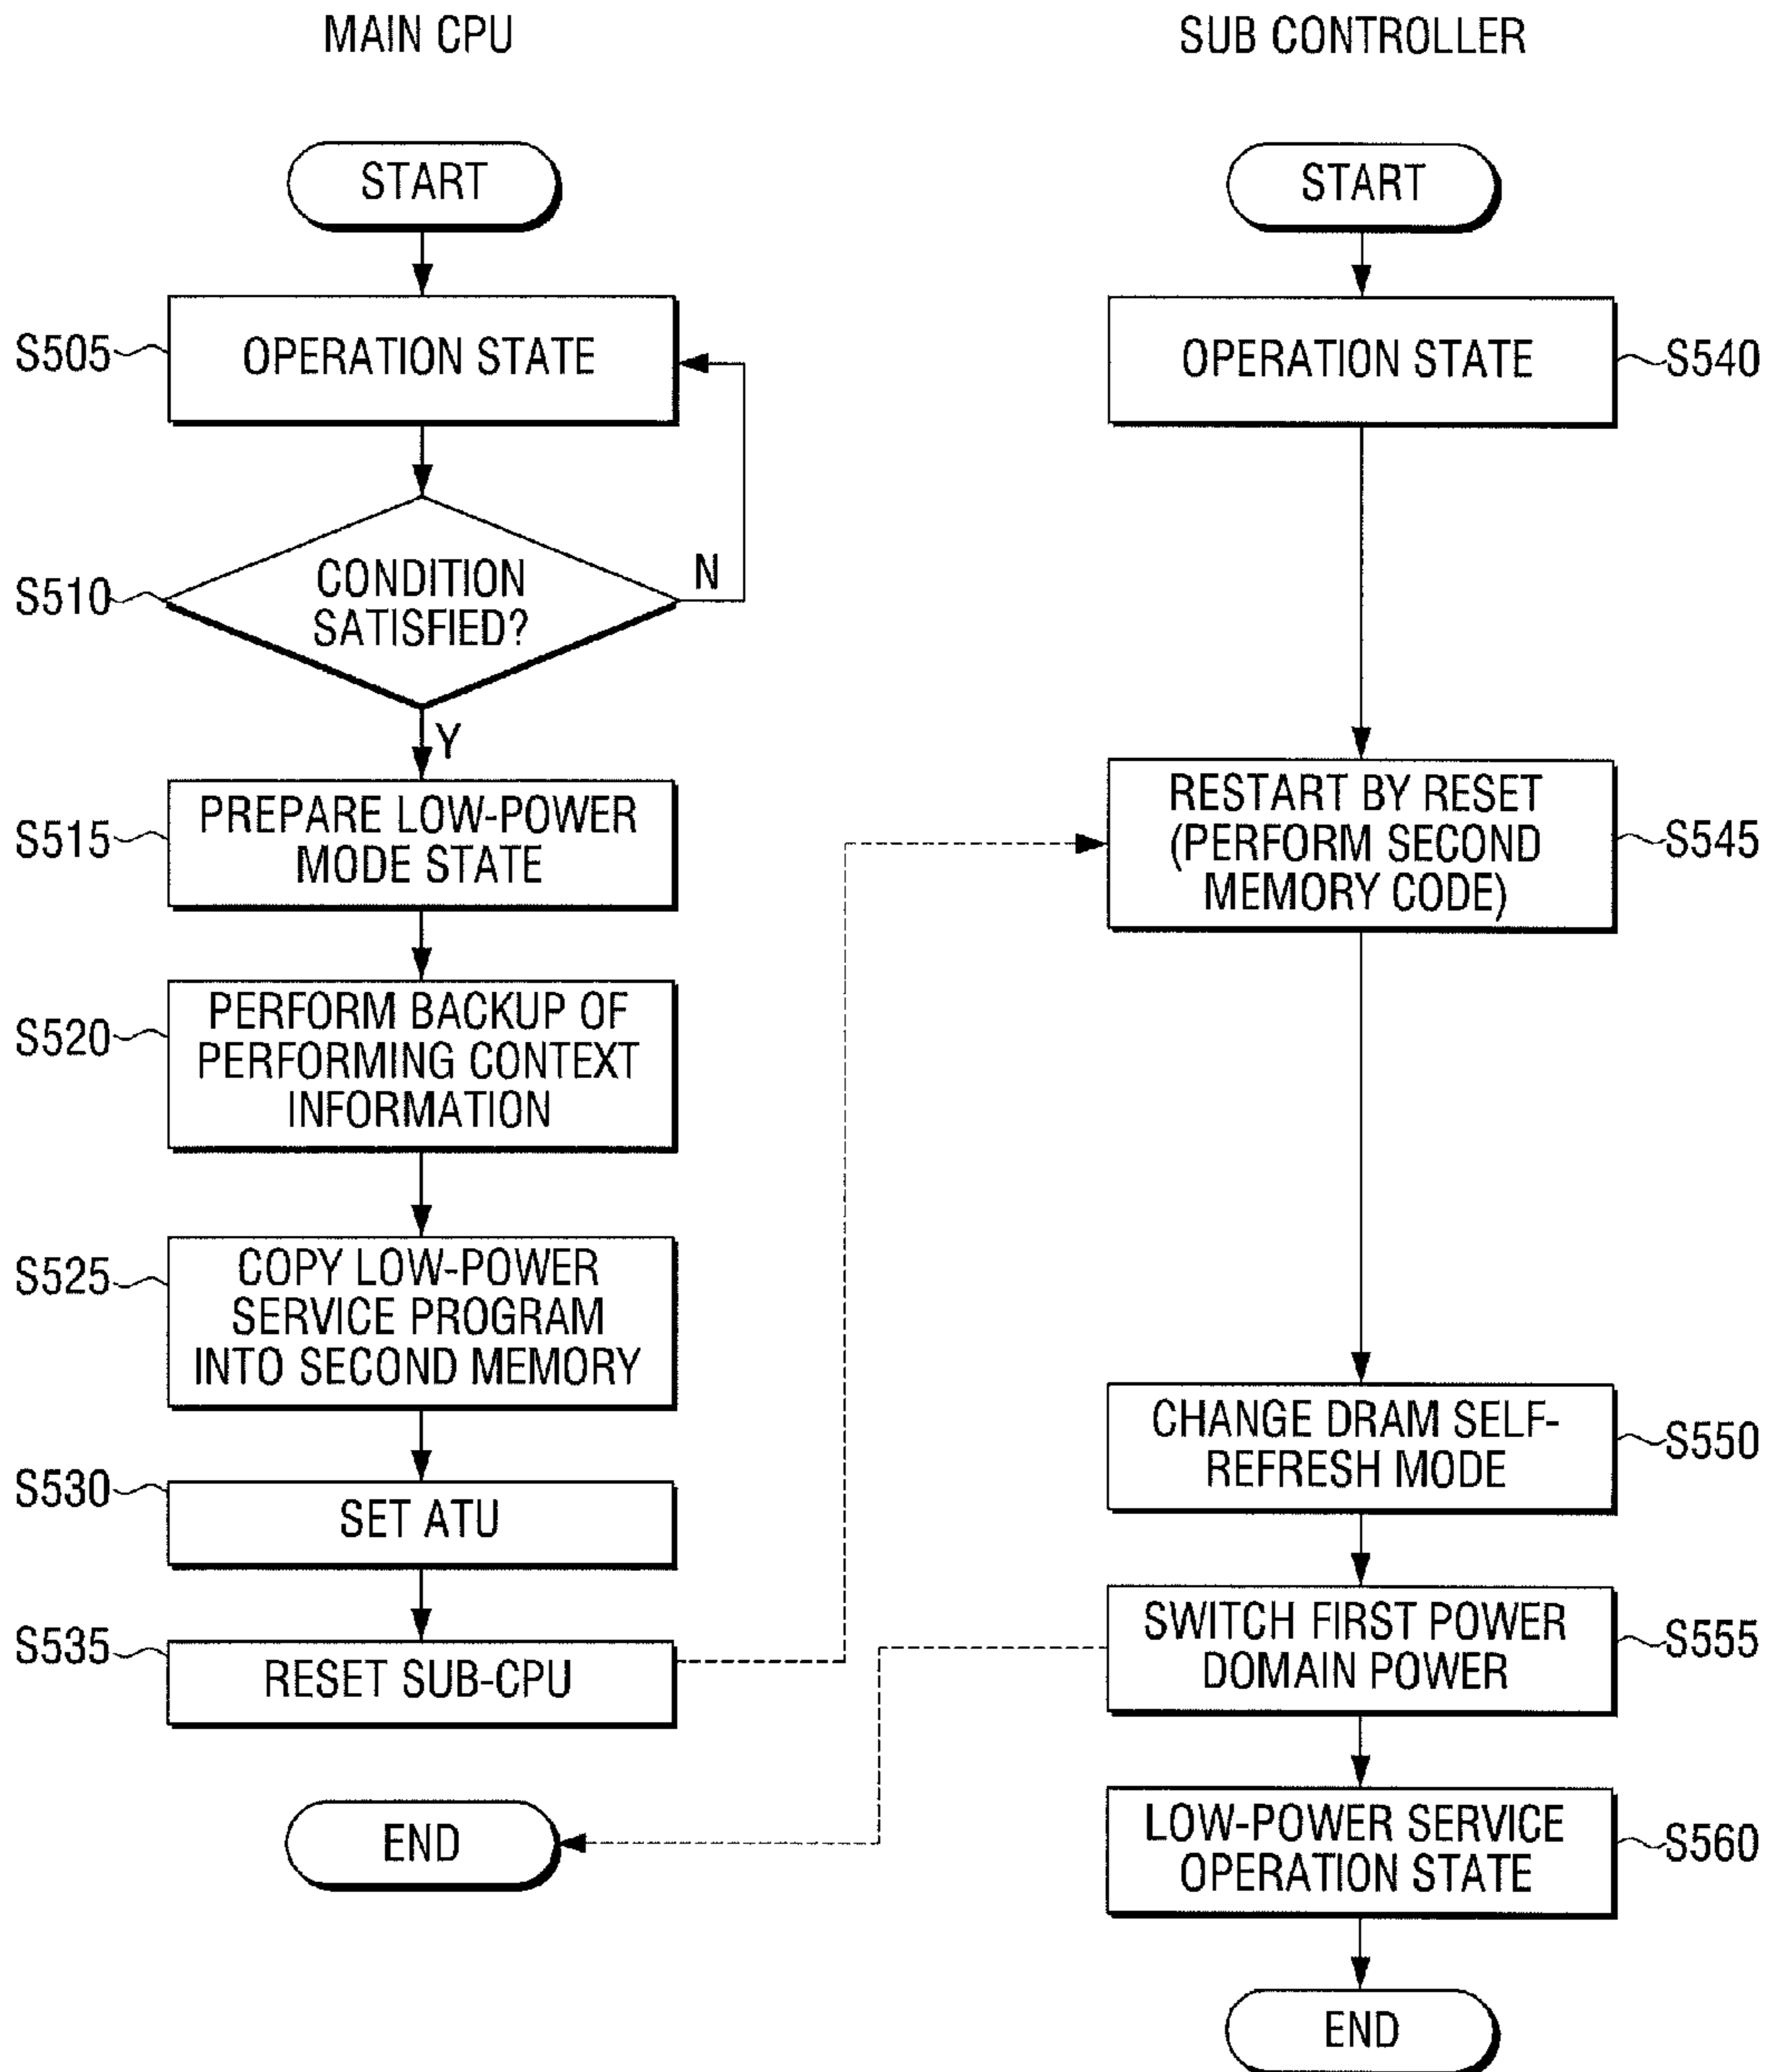 MAIN CPU
START
S505
OPERATION STATE
S510
CONDITION
SATISFIED?
N
Y
S515
PREPARE LOW-POWER
MODE STATE
S520
PERFORM BACKUP OF
PERFORMING CONTEXT
INFORMATION
S525
COPY LOW-POWER
SERVICE PROGRAM
INTO SECOND MEMORY
S530
SET ATU
S535
RESET SUB-CPU
END
SUB CONTROLLER
START
OPERATION STATE
S540
RESTART BY RESET
(PERFORM SECOND
MEMORY CODE)
S545
CHANGE DRAM SELF-
REFRESH MODE
S550
SWITCH FIRST POWER
DOMAIN POWER
S555
LOW-POWER SERVICE
OPERATION STATE
S560
END